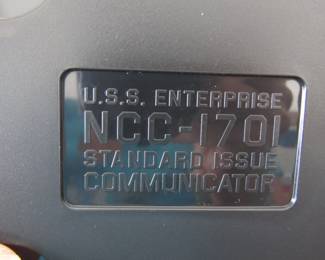 U.S.S. ENTERPRISE
NCC-1701
STANDARD ISSUE
COMMUNICATOR